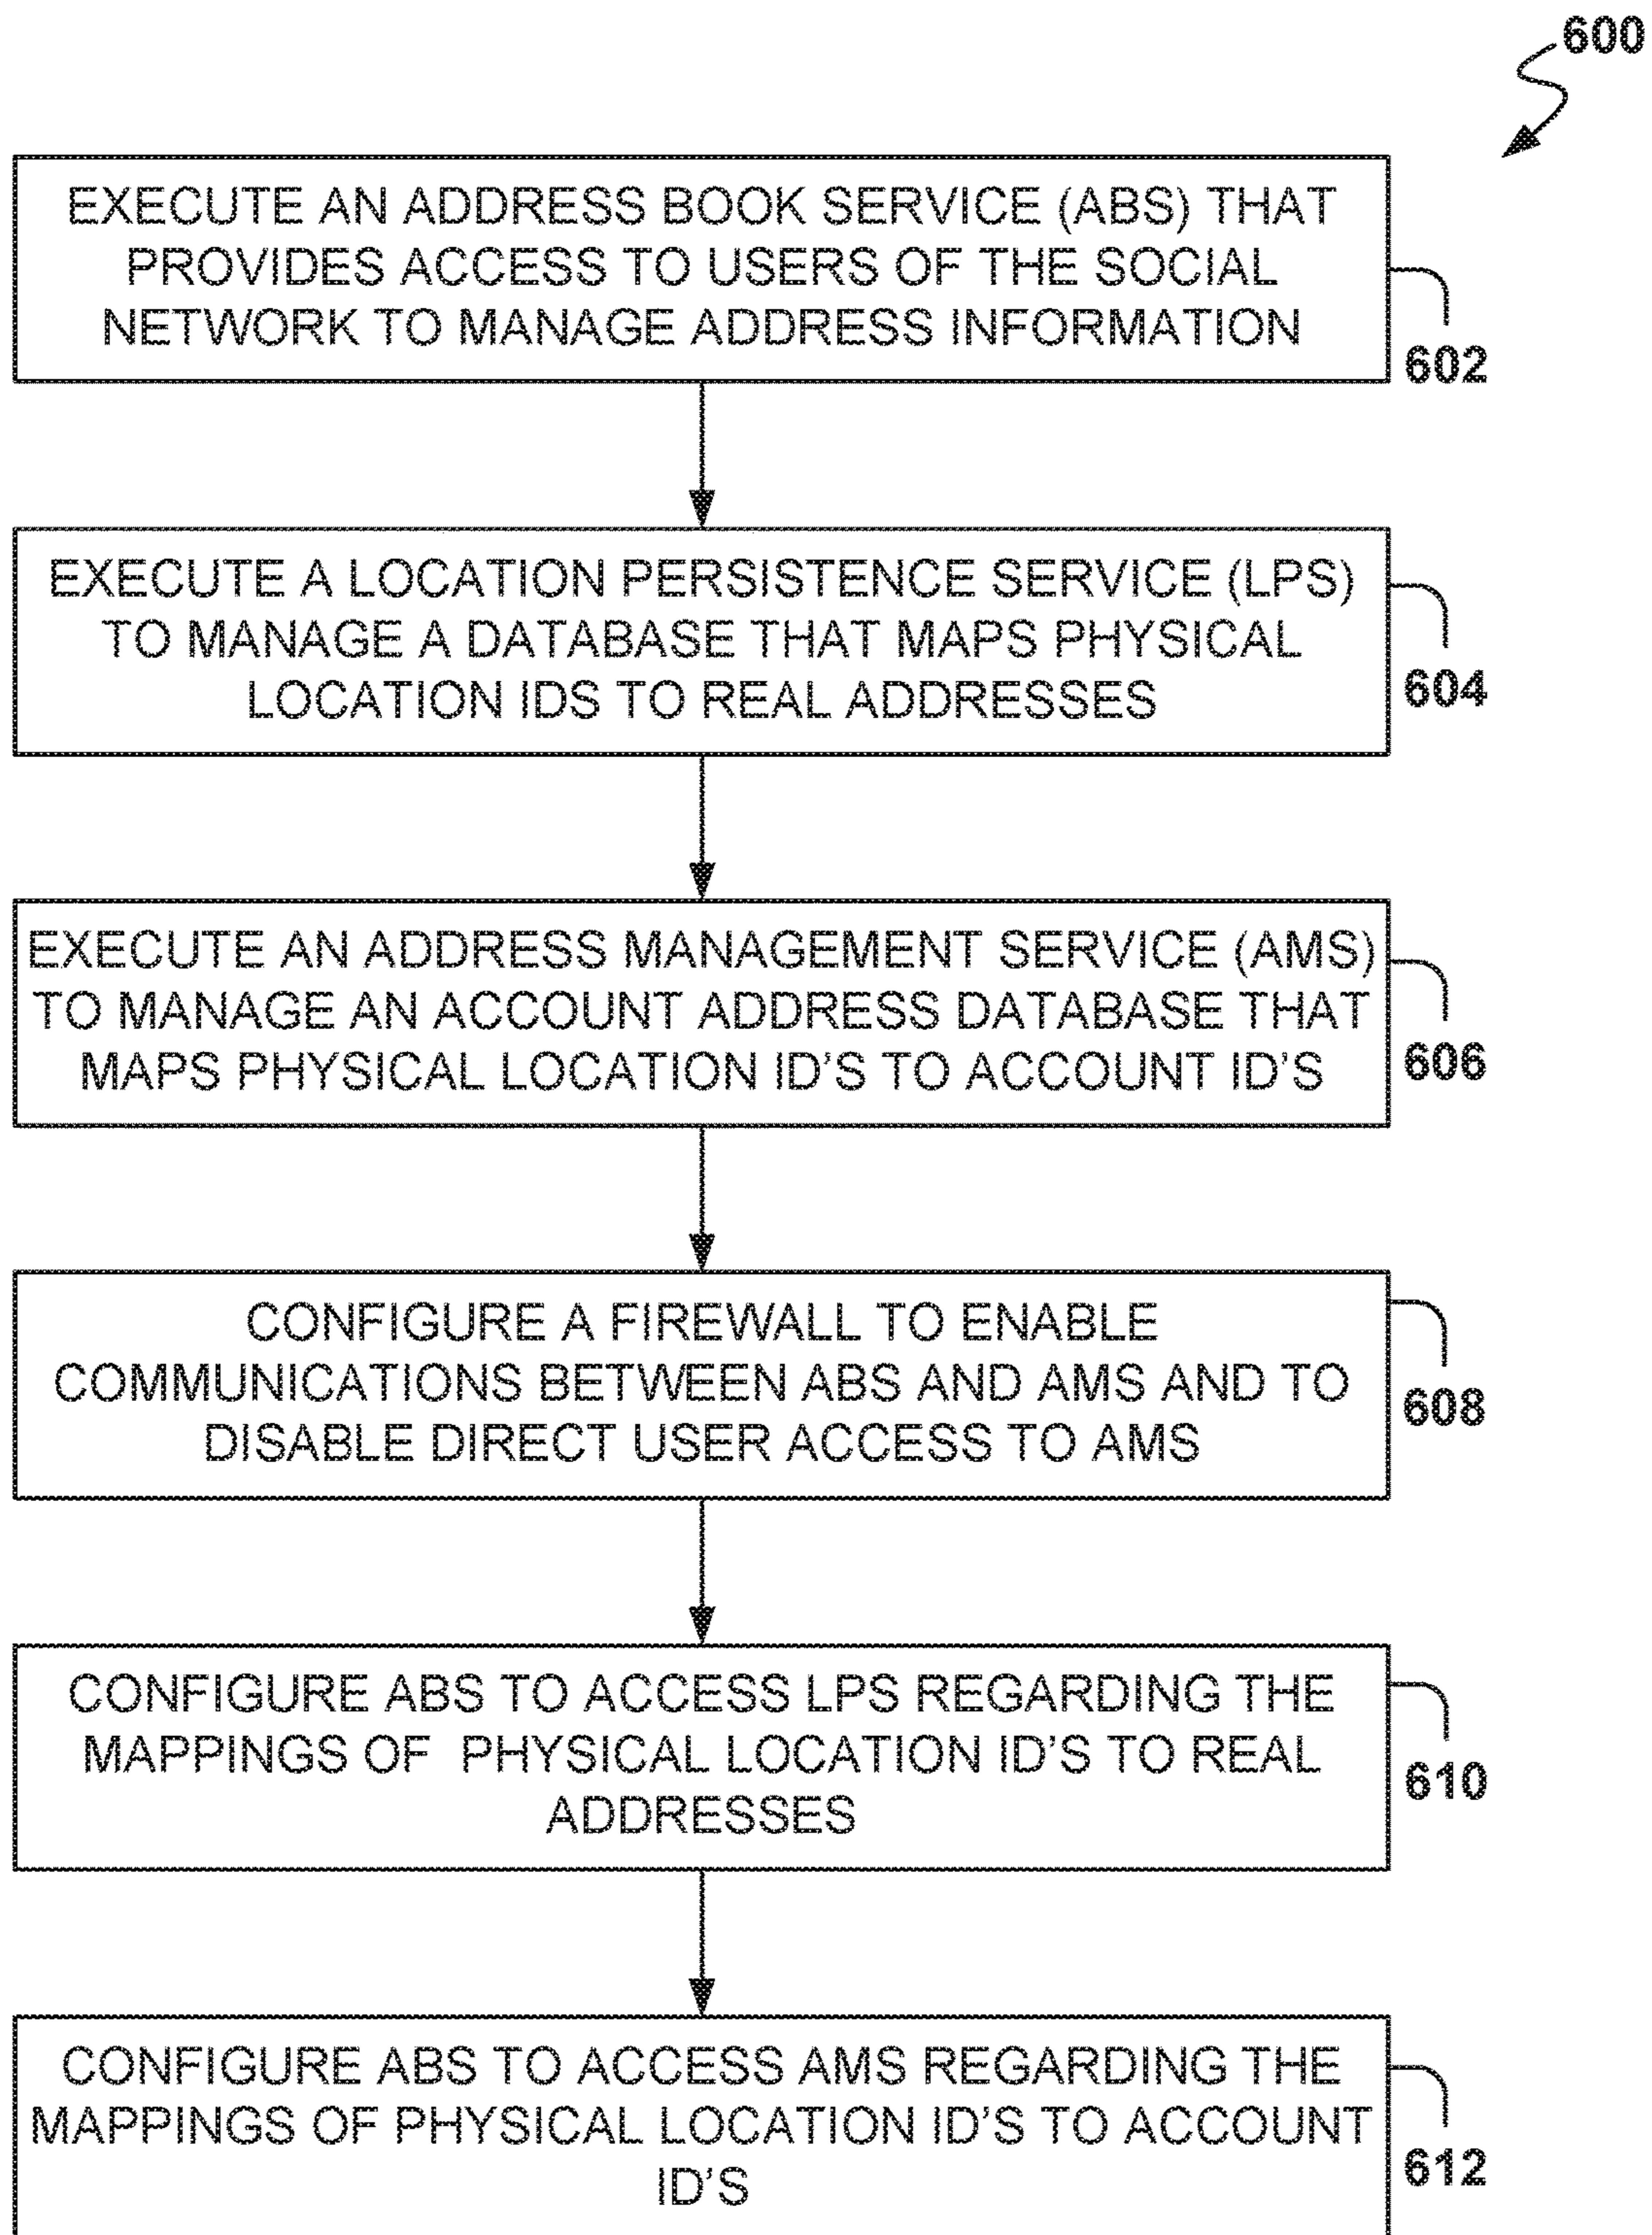 600
EXECUTE AN ADDRESS BOOK SERVICE (ABS) THAT
PROVIDES ACCESS TO USERS OF THE SOCIAL
NETWORK TO MANAGE ADDRESS INFORMATION
602
EXECUTE A LOCATION PERSISTENCE SERVICE (LPS)
TO MANAGE A DATABASE THAT MAPS PHYSICAL
LOCATION IDS TO REAL ADDRESSES
604
EXECUTE AN ADDRESS MANAGEMENT SERVICE (AMS)
TO MANAGE AN ACCOUNT ADDRESS DATABASE THAT
MAPS PHYSICAL LOCATION ID'S TO ACCOUNT ID'S
606
CONFIGURE A FIREWALL TO ENABLE
COMMUNICATIONS BETWEEN ABS AND AMS AND TO
DISABLE DIRECT USER ACCESS TO AMS
608
CONFIGURE ABS TO ACCESS LPS REGARDING THE
MAPPINGS OF PHYSICAL LOCATION ID'S TO REAL
ADDRESSES
610
CONFIGURE ABS TO ACCESS AMS REGARDING THE
MAPPINGS OF PHYSICAL LOCATION ID'S TO ACCOUNT
ID'S
612